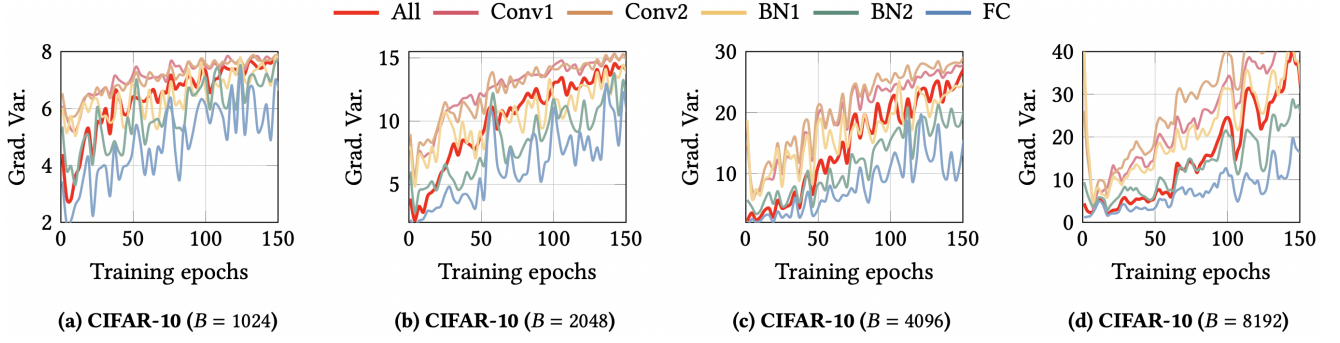 All Conv1 Conv2 BN1 BN2 FC
Grad. Var.
8
6
4
2
0 50 100 150
Training epochs
(a) CIFAR-10 (B = 1024)
Grad. Var.
15
10
5
0 50 100 150
Training epochs
(b) CIFAR-10 (B = 2048)
Grad. Var.
30
20
10
0 50 100 150
Training epochs
(c) CIFAR-10 (B = 4096)
Grad. Var.
40
30
20
10
0
0 50 100 150
Training epochs
(d) CIFAR-10 (B = 8192)